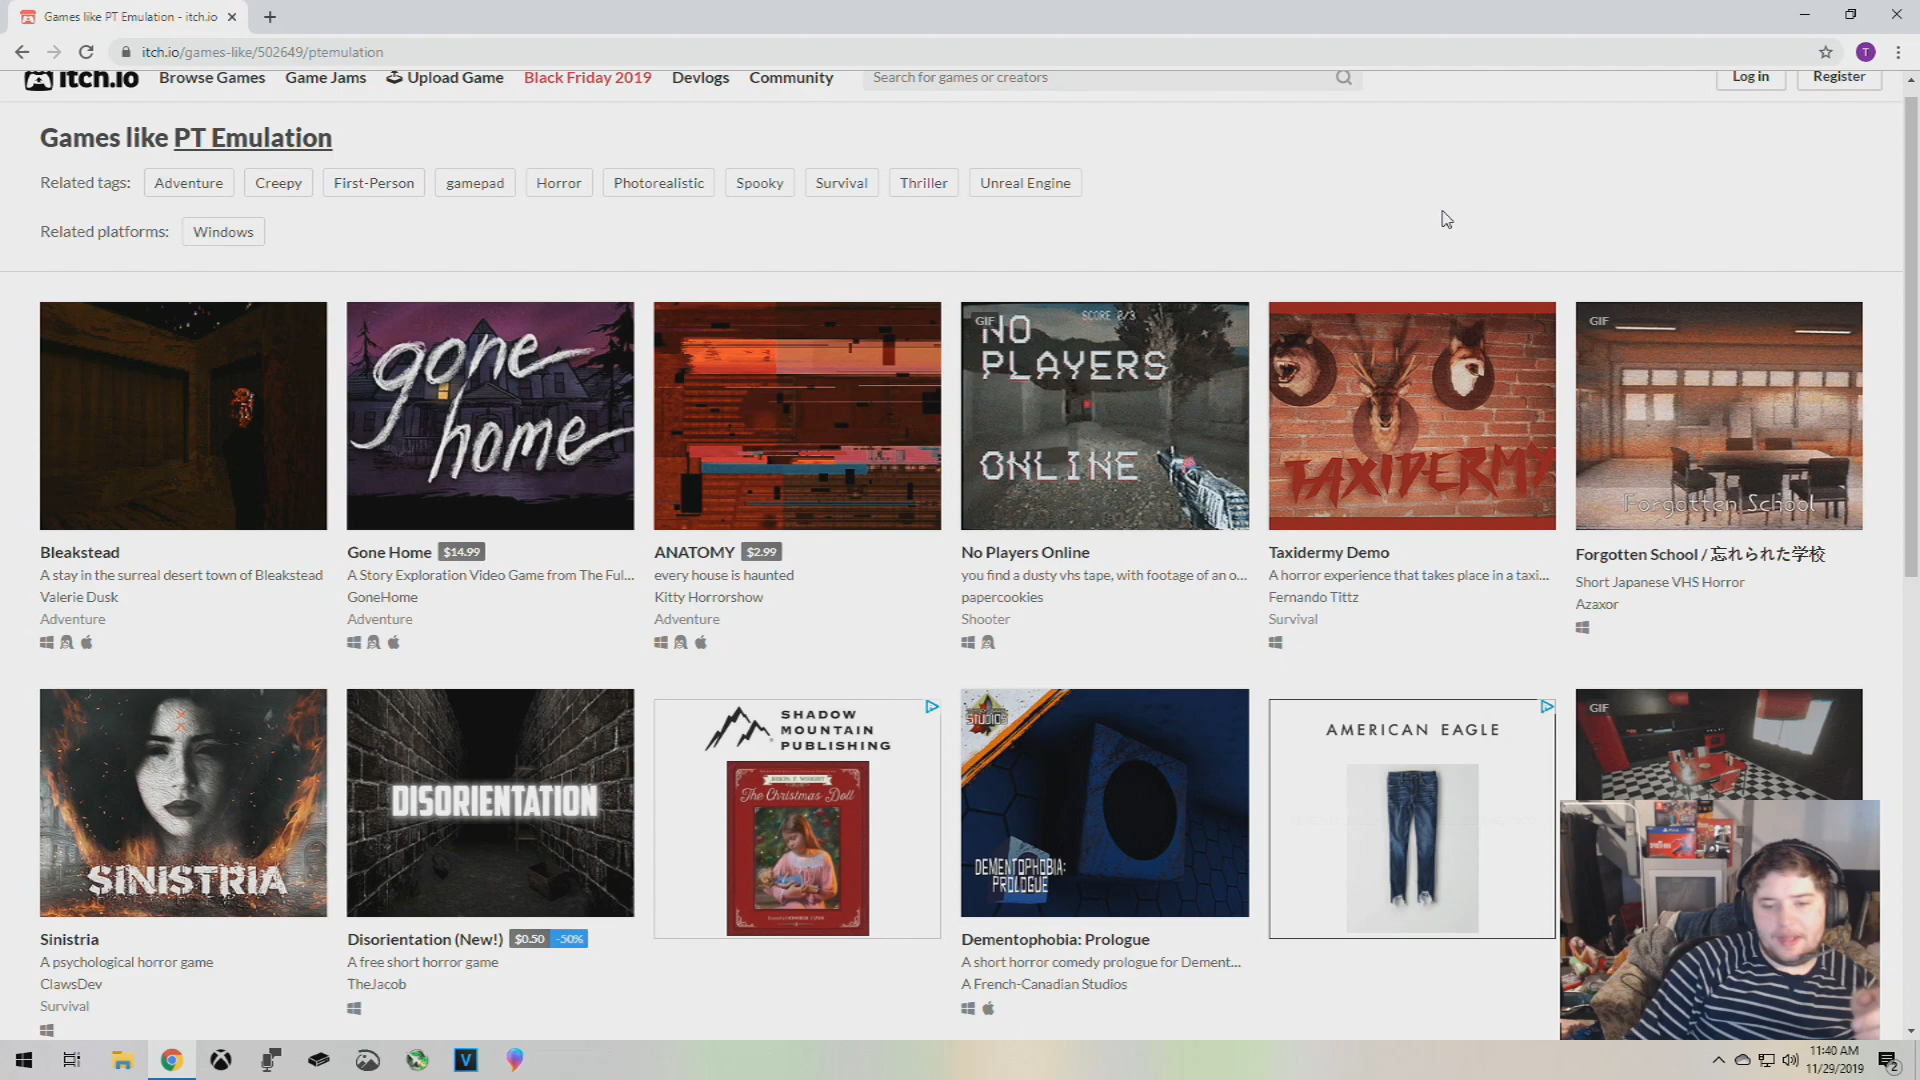 Games like PT Emulation - itch.io
itch.io/games-like/502649/ptemulation
T
itch.io Browse Games Game Jams Upload Game Black Friday 2019 Devlogs Community Search for games or creators Log in Register
Games like PT Emulation
Related tags: Adventure Creepy First-Person gamepad Horror Photorealistic Spooky Survival Thriller Unreal Engine
Related platforms: Windows
gone home
GIF
SCORE 2/3
NO PLAYERS ONLINE
TAXIDERMY
GIF
Forgotten School
Bleakstead
A stay in the surreal desert town of Bleakstead
Valerie Dusk
Adventure
Gone Home $14.99
A Story Exploration Video Game from The Ful...
GoneHome
Adventure
ANATOMY $2.99
every house is haunted
Kitty Horrorshow
Adventure
No Players Online
you find a dusty vhs tape, with footage of an o...
papercookies
Shooter
Taxidermy Demo
A horror experience that takes place in a taxi...
Fernando Tittz
Survival
Forgotten School / 忘れられた学校
Short Japanese VHS Horror
Azaxor
SINISTRIA
DISORIENTATION
SHADOW
MOUNTAIN
PUBLISHING
The Christmas Doll
STUDIOS
DEMENTOPHOBIA:
PROLOGUE
AMERICAN EAGLE
GIF
Sinistria
A psychological horror game
ClawsDev
Survival
Disorientation (New!) $0.50 -50%
A free short horror game
TheJacob
Dementophobia: Prologue
A short horror comedy prologue for Dement...
A French-Canadian Studios
V
11:40 AM
11/29/2019
2